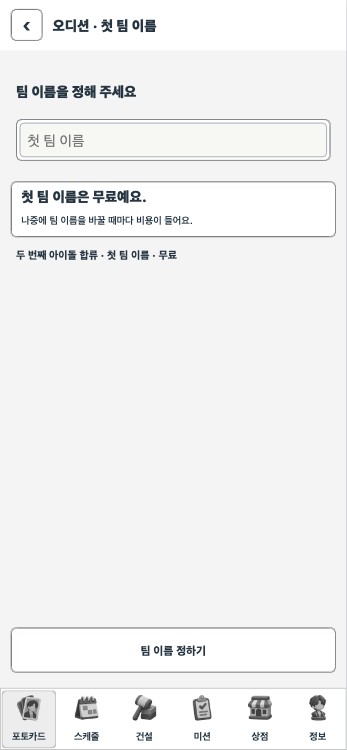 오디션 · 첫 팀 이름
팀 이름을 정해 주세요
첫 팀 이름
첫 팀 이름은 무료예요.
나중에 팀 이름을 바꿀 때마다 비용이 들어요.
두 번째 아이돌 합류 · 첫 팀 이름 · 무료
팀 이름 정하기
포토카드
스케줄
건설
미션
상점
정보